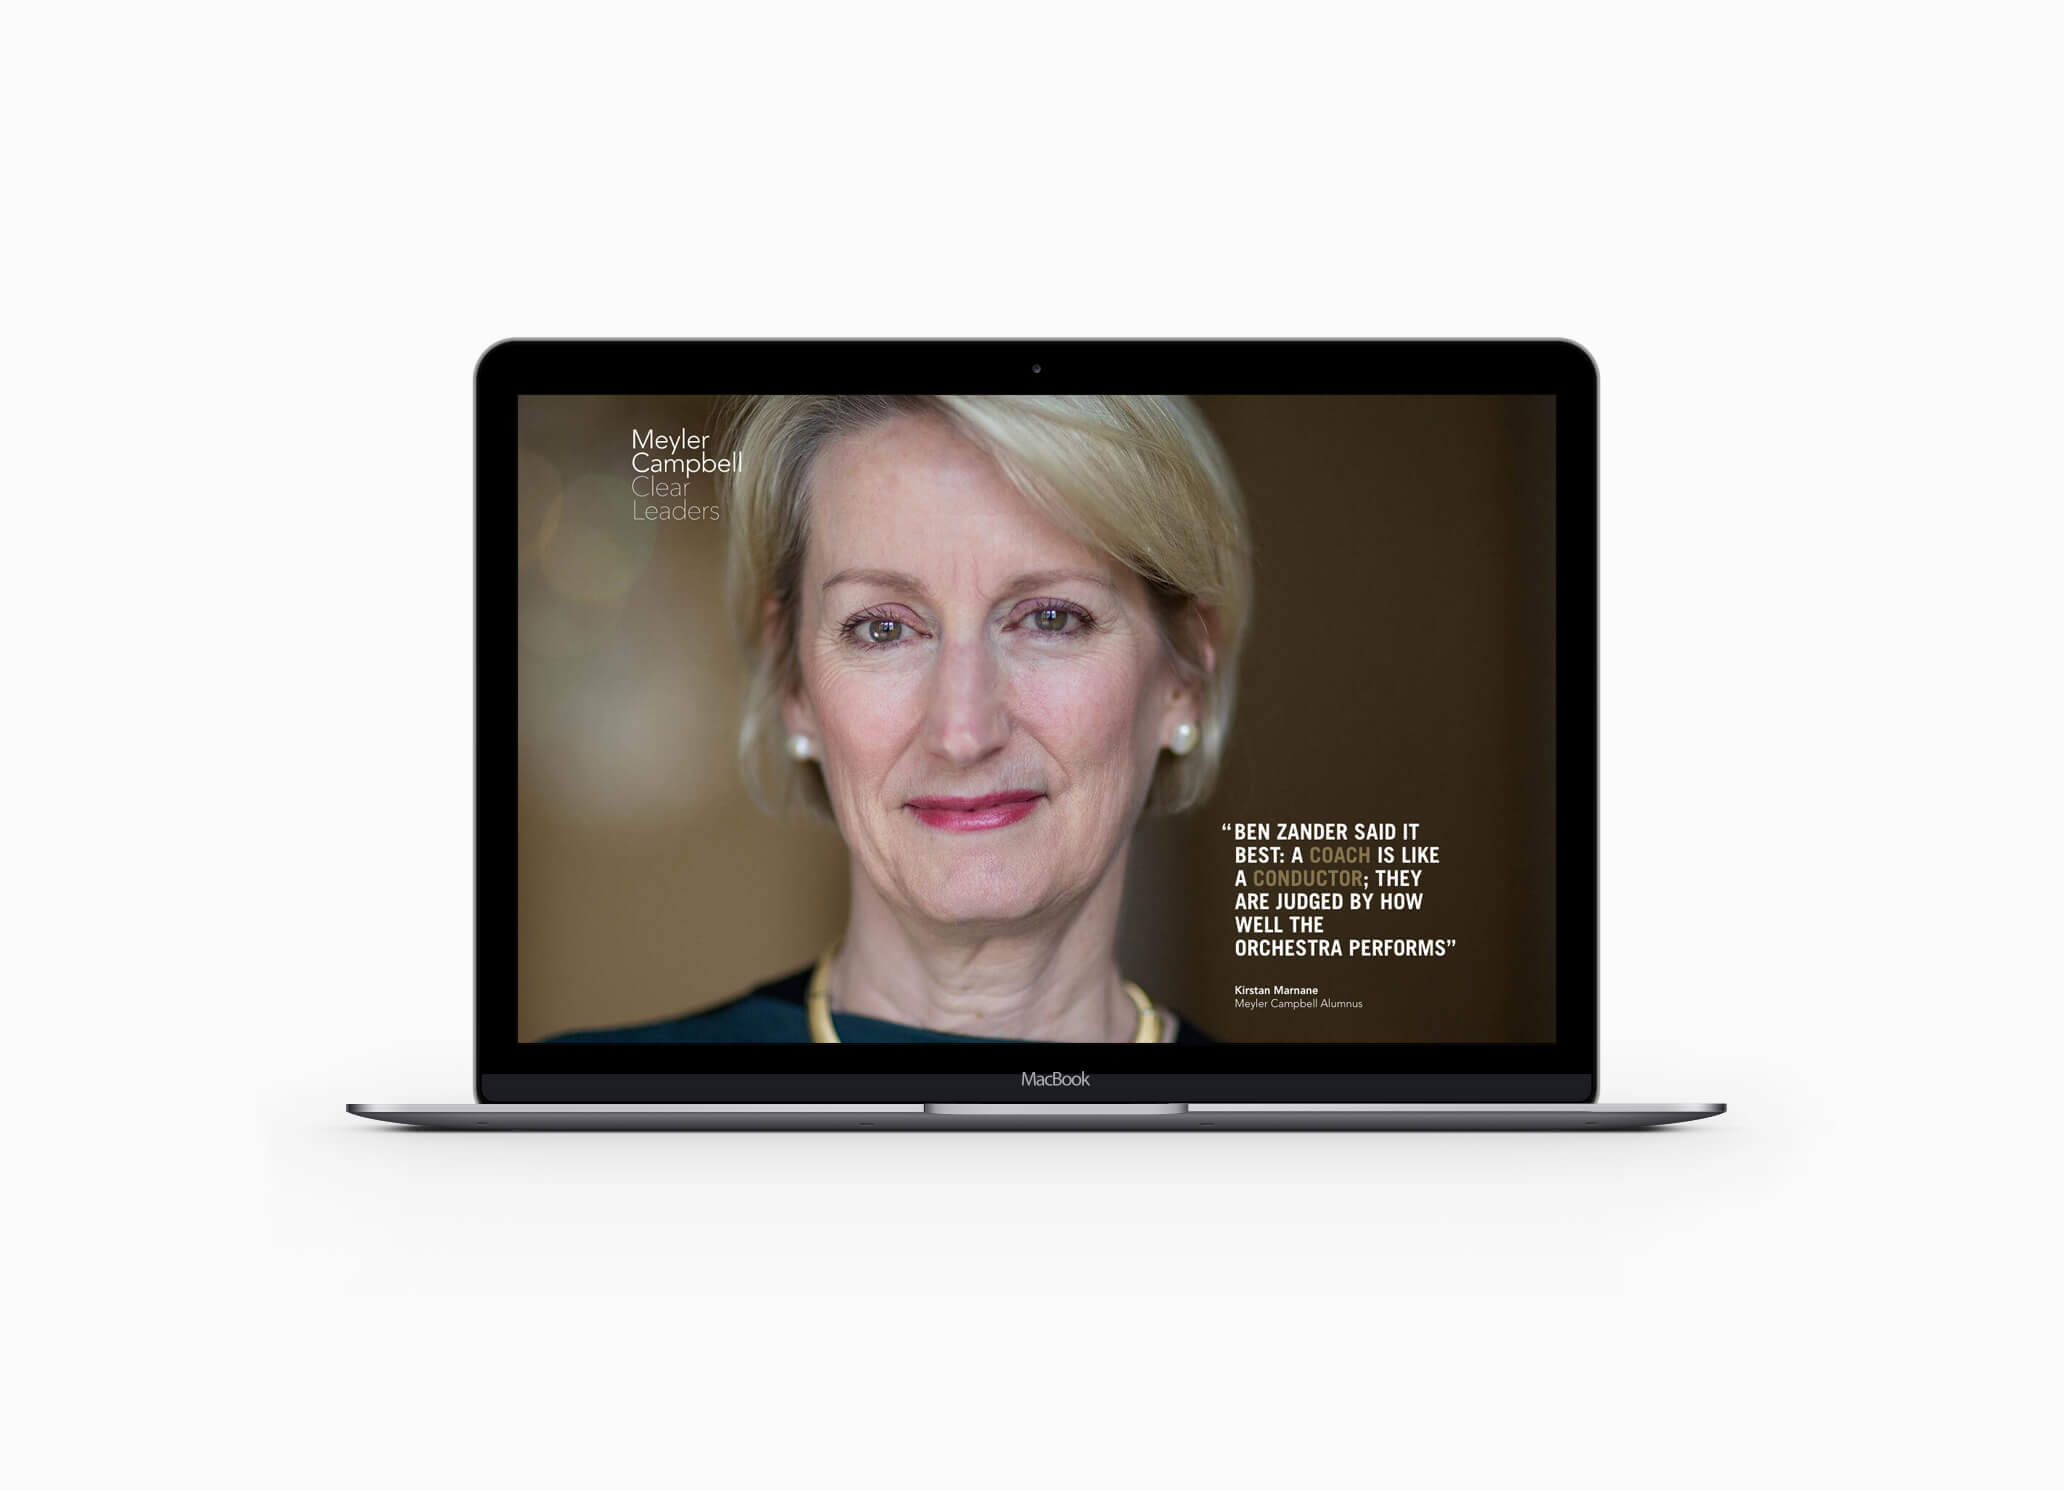 Meyler
Campbell
Clear
Leaders
“BEN ZANDER SAID IT
BEST: A COACH IS LIKE
A CONDUCTOR; THEY
ARE JUDGED BY HOW
WELL THE
ORCHESTRA PERFORMS”
Kirstan Marnane
Meyler Campbell Alumnus
MacBook